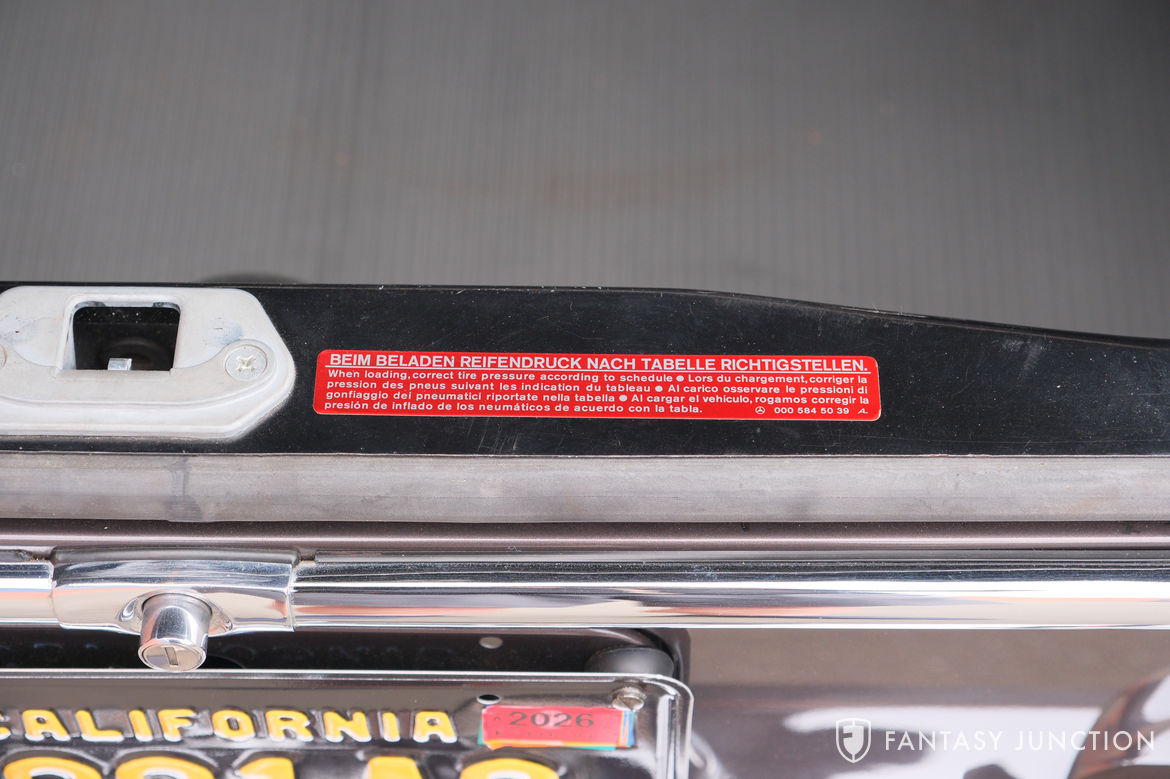 BEIM BELADEN REIFENDRUCK NACH TABELLE RICHTIGSTELLEN.
When loading, correct tire pressure according to schedule ● Lors du chargement, corriger la
pression des pneus suivant les indication du tableau ● Al carico osservare le pressioni di
gonfiaggio dei pneumatici riportate nella tabella ● Al cargar el vehículo, rogamos corregir la
presión de inflado de los neumáticos de acuerdo con la tabla. 000 584 50 39 A.
CALIFORNIA
2026
FANTASY JUNCTION